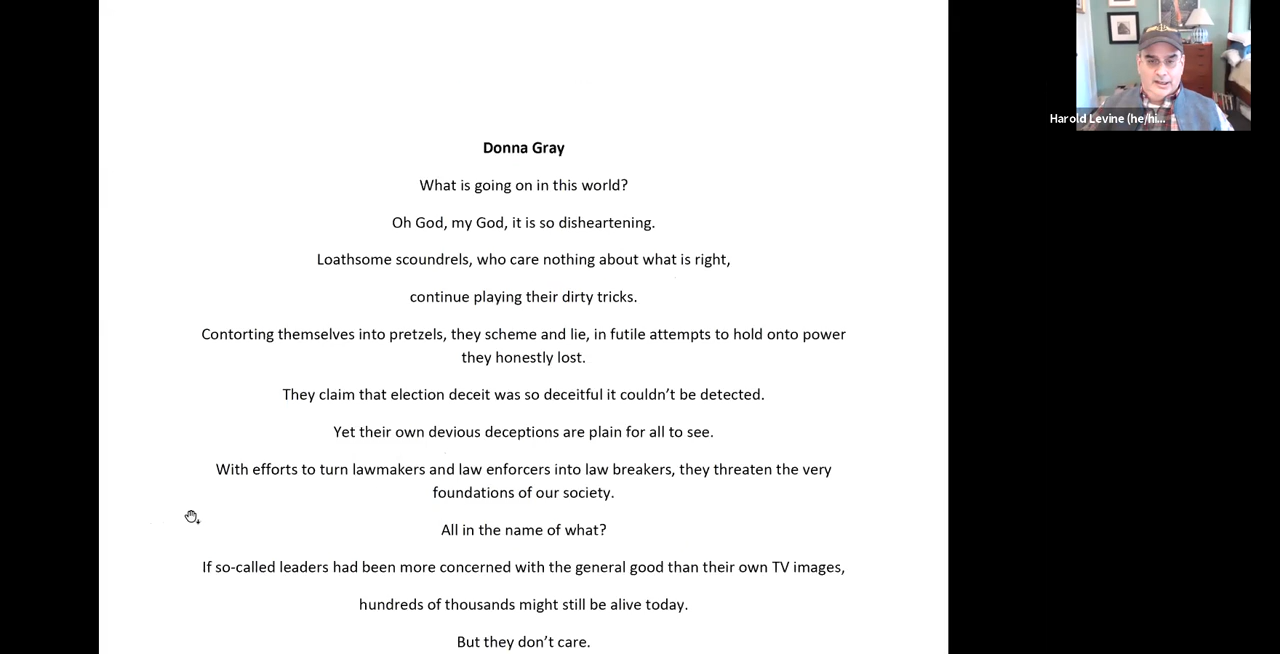 Donna Gray
What is going on in this world?
Oh God, my God, it is so disheartening.
Loathsome scoundrels, who care nothing about what is right,
continue playing their dirty tricks.
Contorting themselves into pretzels, they scheme and lie, in futile attempts to hold onto power
they honestly lost.
They claim that election deceit was so deceitful it couldn’t be detected.
Yet their own devious deceptions are plain for all to see.
With efforts to turn lawmakers and law enforcers into law breakers, they threaten the very
foundations of our society.
All in the name of what?
If so-called leaders had been more concerned with the general good than their own TV images,
hundreds of thousands might still be alive today.
But they don’t care.
Harold Levine (he/hi...